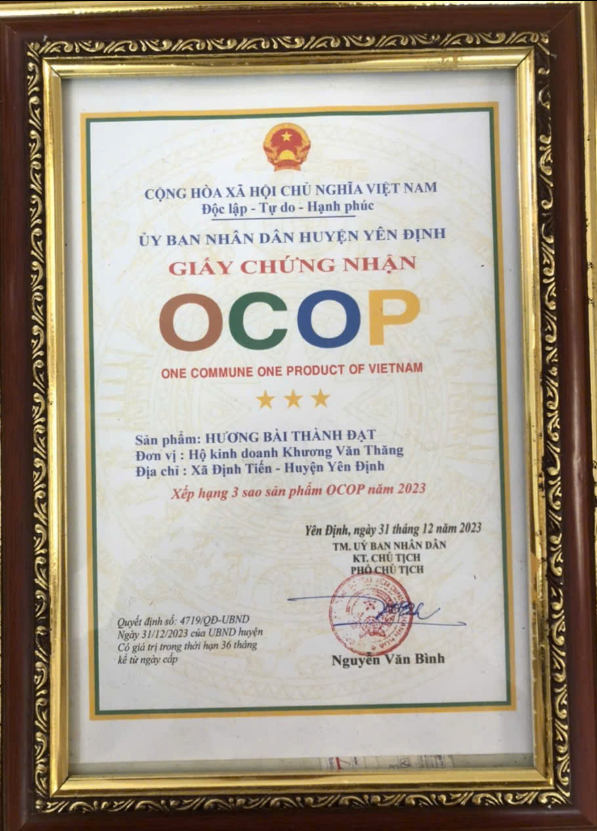 CỘNG HÒA XÃ HỘI CHỦ NGHĨA VIỆT NAM
Độc lập - Tự do - Hạnh phúc
ỦY BAN NHÂN DÂN HUYỆN YÊN ĐỊNH
GIẤY CHỨNG NHẬN
OCOP
ONE COMMUNE ONE PRODUCT OF VIETNAM
Sản phẩm: HƯƠNG BÀI THÀNH ĐẠT
Đơn vị : Hộ kinh doanh Khương Văn Thăng
Địa chỉ : Xã Định Tiến - Huyện Yên Định
Xếp hạng 3 sao sản phẩm OCOP năm 2023
Yên Định, ngày 31 tháng 12 năm 2023
TM. UỶ BAN NHÂN DÂN
KT. CHỦ TỊCH
PHÓ CHỦ TỊCH
Quyết định số: 4719/QĐ-UBND
Ngày 31/12/2023 của UBND huyện
Có giá trị trong thời hạn 36 tháng
kể từ ngày cấp
Nguyễn Văn Bình